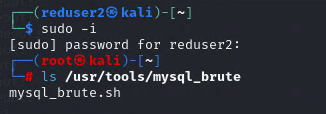 ┌──(reduser2㉿kali)-[~]
└─$ sudo -i
[sudo] password for reduser2:
┌──(root㉿kali)-[~]
└─# ls /usr/tools/mysql_brute
mysql_brute.sh